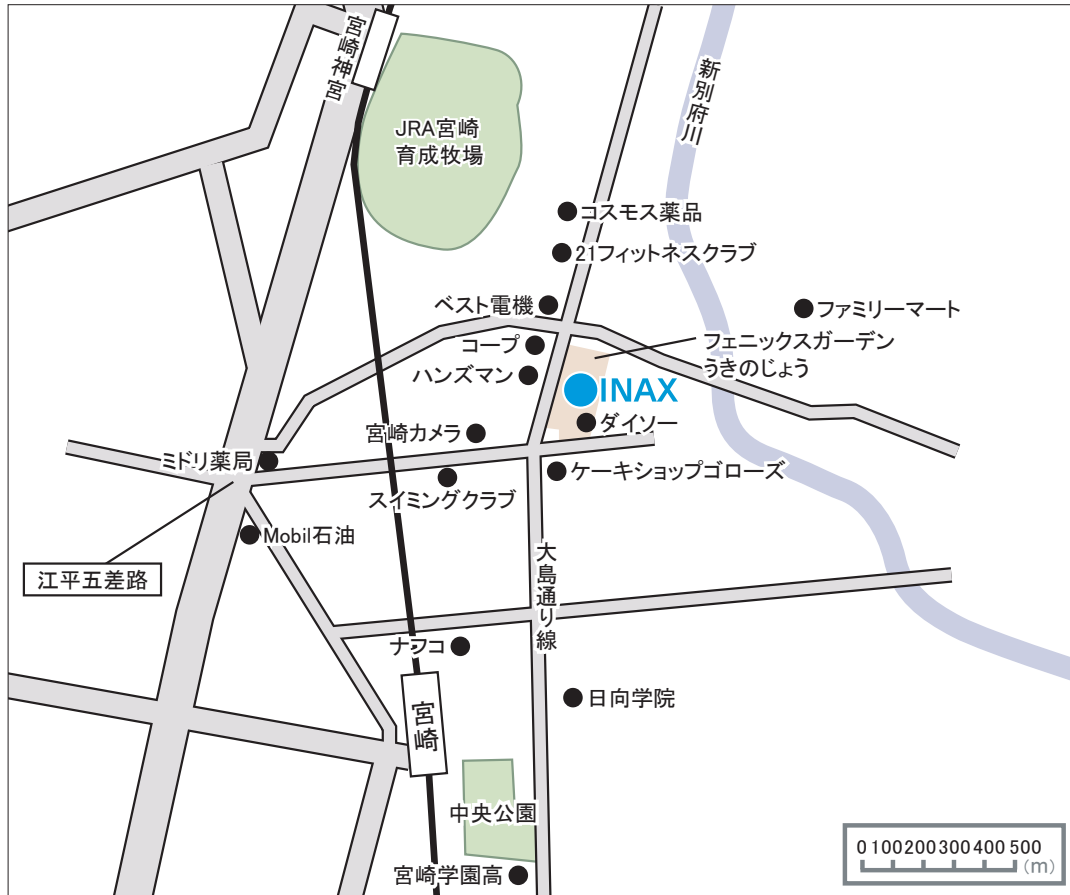 宮崎神宮
JRA宮崎
育成牧場
新別府川
コスモス薬品
21フィットネスクラブ
ベスト電機
ファミリーマート
コープ
フェニックスガーデン
うきのじょう
ハンズマン
INAX
ダイソー
宮崎カメラ
ミドリ薬局
スイミングクラブ
ケーキショップゴローズ
Mobil石油
江平五差路
大島通り線
ナフコ
日向学院
宮崎
中央公園
宮崎学園高
0 100 200 300 400 500
(m)